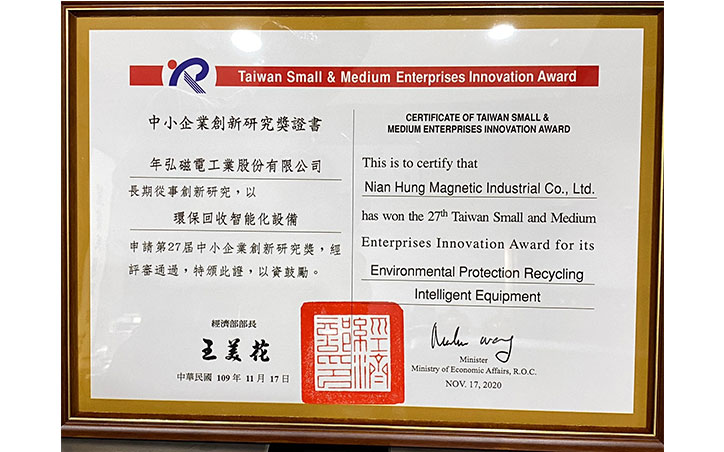 Taiwan Small & Medium Enterprises Innovation Award
中小企業創新研究獎證書
年弘磁電工業股份有限公司
長期從事創新研究，以
環保回收智能化設備
申請第27屆中小企業創新研究獎，經
評審通過，特頒此證，以資鼓勵。
經濟部部長
王美花
中華民國 109年 11月 17日
CERTIFICATE OF TAIWAN SMALL &
MEDIUM ENTERPRISES INNOVATION AWARD
This is to certify that
Nian Hung Magnetic Industrial Co., Ltd.
has won the 27th Taiwan Small and Medium
Enterprises Innovation Award for its
Environmental Protection Recycling
Intelligent Equipment
Minister
Ministry of Economic Affairs, R.O.C.
NOV. 17, 2020